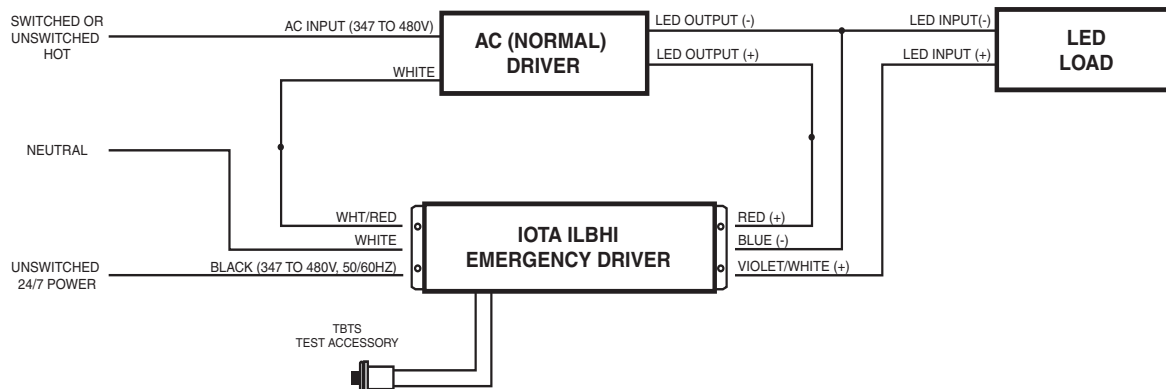 SWITCHED OR
UNSWITCHED
HOT
AC INPUT (347 TO 480V)
WHITE
AC (NORMAL)
DRIVER
LED OUTPUT (-)
LED OUTPUT (+)
LED INPUT(-)
LED INPUT (+)
LED
LOAD
NEUTRAL
UNSWITCHED
24/7 POWER
WHT/RED
WHITE
BLACK (347 TO 480V, 50/60HZ)
IOTA ILBHI
EMERGENCY DRIVER
RED (+)
BLUE (-)
VIOLET/WHITE (+)
TBTS
TEST ACCESSORY